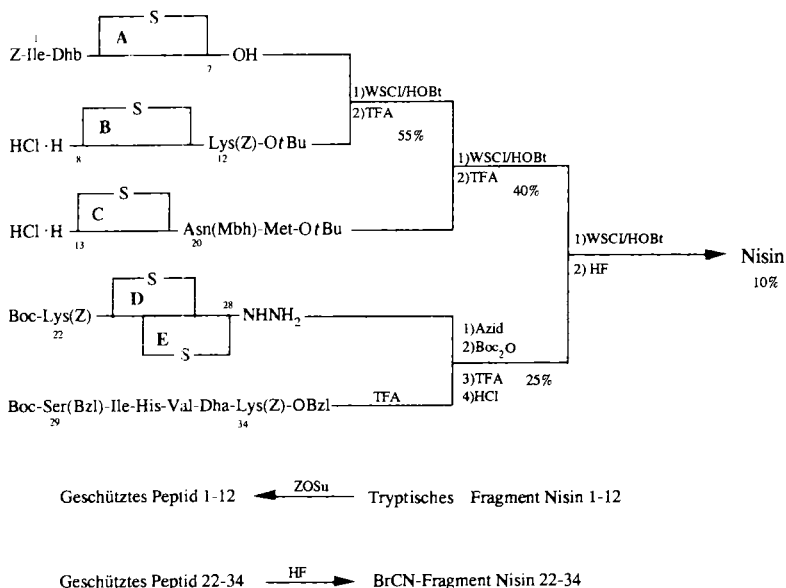 S
1
A
Z-Ile-Dhb
7
OH
S
B
HCl · H
8
12
Lys(Z)-OtBu
1)WSCI/HOBt
2)TFA
55%
S
C
HCl · H
13
20
Asn(Mbh)-Met-OtBu
1)WSCI/HOBt
2)TFA
40%
1)WSCI/HOBt
2) HF
Nisin
10%
S
D
28
Boc-Lys(Z)
22
NHNH2
E
S
1)Azid
2)Boc2O
3)TFA
4)HCl
25%
Boc-Ser(Bzl)-Ile-His-Val-Dha-Lys(Z)-OBzl
29
34
TFA
Geschütztes Peptid 1-12 ZOSu Tryptisches Fragment Nisin 1-12
Geschütztes Peptid 22-34 HF BrCN-Fragment Nisin 22-34